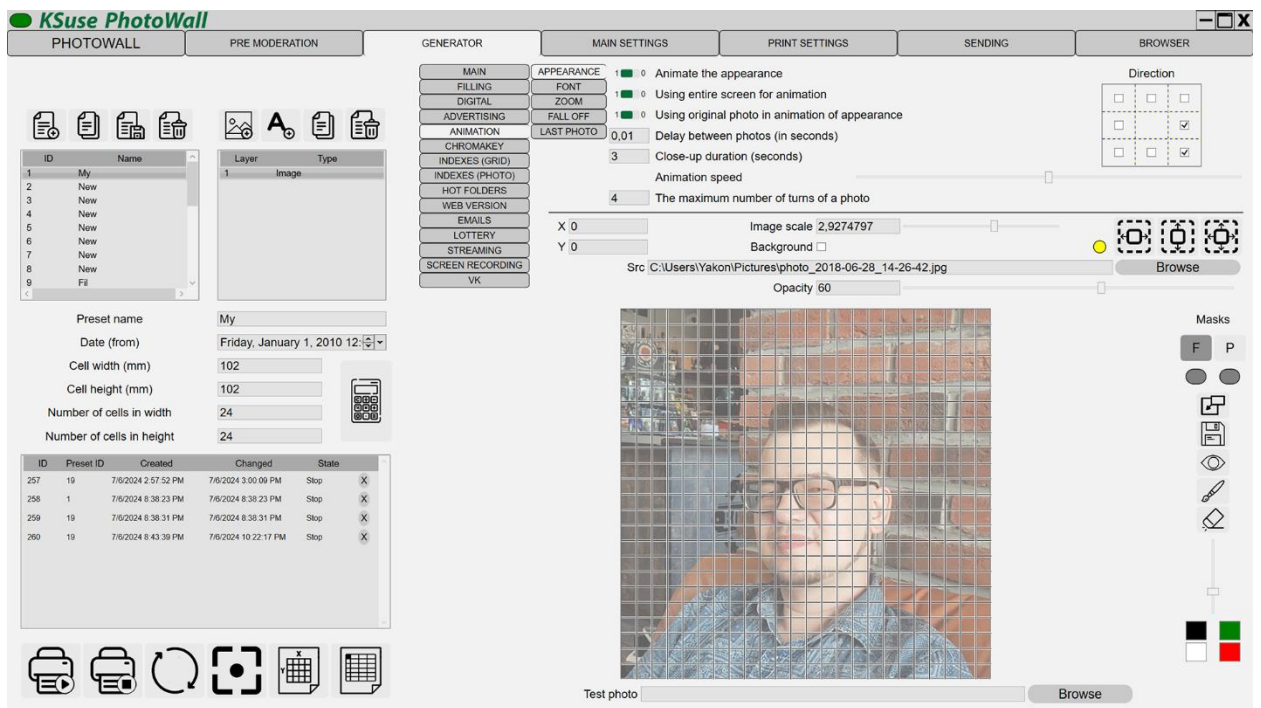 KSuse PhotoWall
PHOTOWALL PRE MODERATION GENERATOR MAIN SETTINGS PRINT SETTINGS SENDING BROWSER
ID Name
1 My
2 New
3 New
4 New
5 New
6 New
7 New
8 New
9 Fil
Layer Type
1 Image
Preset name My
Date (from) Friday, January 1, 2010 12:
Cell width (mm) 102
Cell height (mm) 102
Number of cells in width 24
Number of cells in height 24
ID Preset ID Created Changed State
257 19 7/6/2024 2:57:52 PM 7/6/2024 3:00:09 PM Stop X
258 1 7/6/2024 8:38:23 PM 7/6/2024 8:38:23 PM Stop X
259 19 7/6/2024 8:38:31 PM 7/6/2024 8:38:31 PM Stop X
260 19 7/6/2024 8:43:39 PM 7/6/2024 10:22:17 PM Stop X
X
Y
MAIN
FILLING
DIGITAL
ADVERTISING
ANIMATION
CHROMAKEY
INDEXES (GRID)
INDEXES (PHOTO)
HOT FOLDERS
WEB VERSION
EMAILS
LOTTERY
STREAMING
SCREEN RECORDING
VK
APPEARANCE
FONT
ZOOM
FALL OFF
LAST PHOTO
1 0 Animate the appearance
1 0 Using entire screen for animation
1 0 Using original photo in animation of appearance
0,01 Delay between photos (in seconds)
3 Close-up duration (seconds)
Animation speed
4 The maximum number of turns of a photo
Direction
X 0 Image scale 2,9274797
Y 0 Background
Src C:\Users\Yakon\Pictures\photo_2018-06-28_14-26-42.jpg Browse
Opacity 60
Masks
F P
Test photo Browse